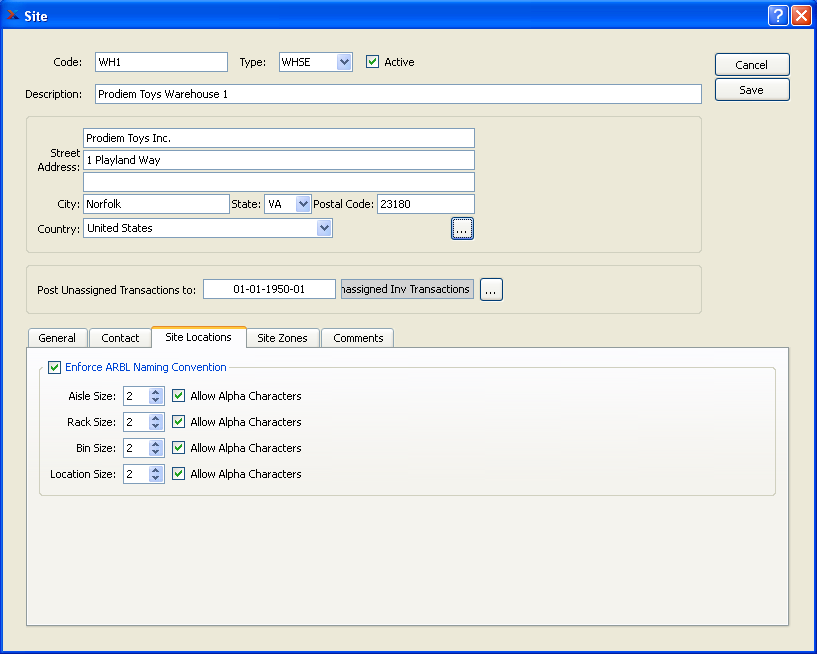 Site
Code: WH1 Type: WHSE Active
Cancel
Description: Prodiem Toys Warehouse 1
Save
Prodiem Toys Inc.
Street Address: 1 Playland Way
City: Norfolk State: VA Postal Code: 23180
Country: United States ...
Post Unassigned Transactions to: 01-01-1950-01 nassigned Inv Transactions ...
General Contact Site Locations Site Zones Comments
Enforce ARBL Naming Convention
Aisle Size: 2 Allow Alpha Characters
Rack Size: 2 Allow Alpha Characters
Bin Size: 2 Allow Alpha Characters
Location Size: 2 Allow Alpha Characters